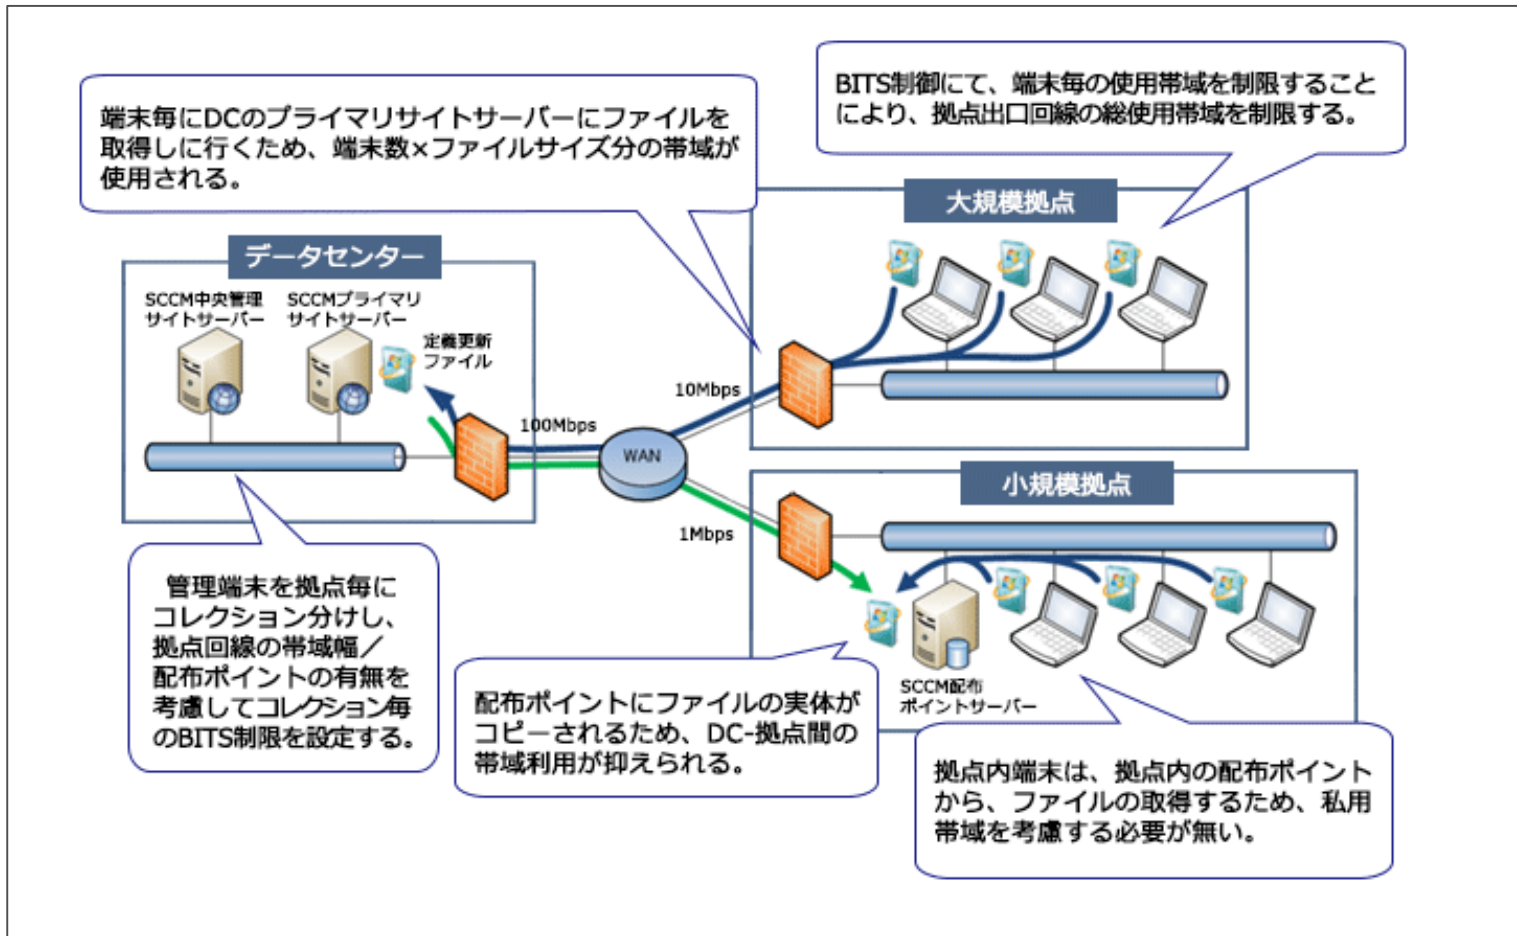 端末毎にDCのプライマリサイトサーバーにファイルを
取得しに行くため、端末数×ファイルサイズ分の帯域が
使用される。
BITS制御にて、端末毎の使用帯域を制限すること
により、拠点出口回線の総使用帯域を制限する。
大規模拠点
データセンター
SCCM中央管理
サイトサーバー
SCCMプライマリ
サイトサーバー
定義更新
ファイル
100Mbps
10Mbps
WAN
1Mbps
小規模拠点
SCCM配布
ポイントサーバー
管理端末を拠点毎に
コレクション分けし、
拠点回線の帯域幅／
配布ポイントの有無を
考慮してコレクション毎
のBITS制限を設定する。
配布ポイントにファイルの実体が
コピーされるため、DC-拠点間の
帯域利用が抑えられる。
拠点内端末は、拠点内の配布ポイント
から、ファイルの取得するため、私用
帯域を考慮する必要が無い。